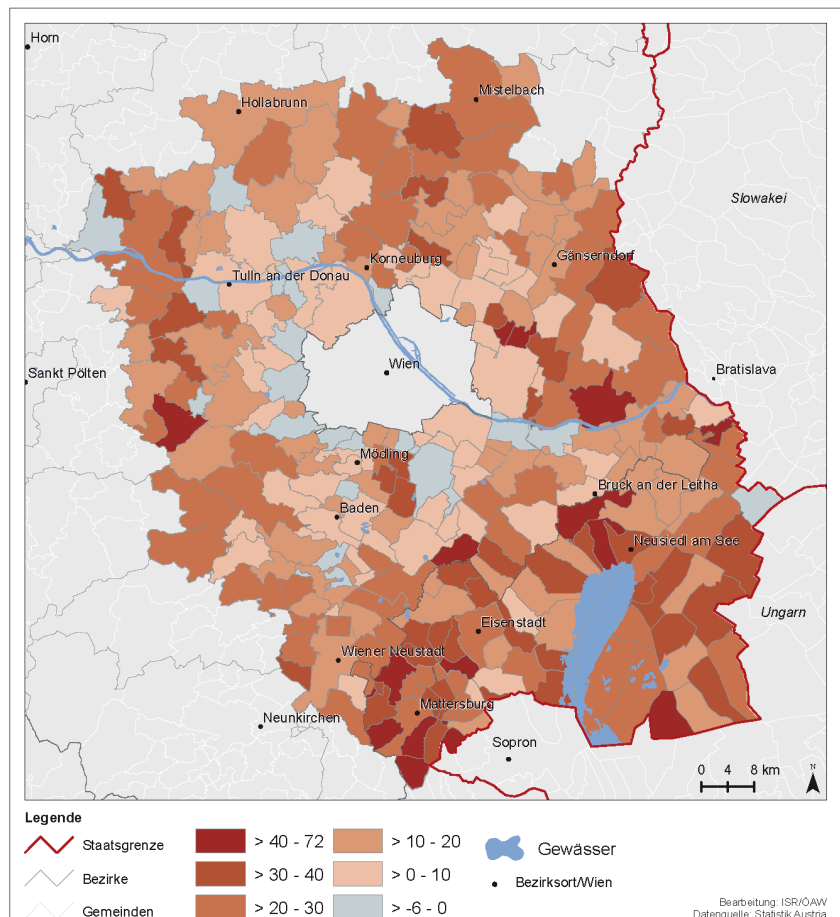 Horn
Mistelbach
Hollabrunn
Slowakei
Korneuburg
Gänserndorf
Tulln an der Donau
Wien
Sankt Pölten
Bratislava
Mödling
Bruck an der Leitha
Baden
Neusiedl am See
Ungarn
Eisenstadt
Wiener Neustadt
Mattersburg
Neunkirchen
Sopron
0 4 8 km
N
Legende
Staatsgrenze
> 40 - 72
> 10 - 20
Gewässer
Bezirke
> 30 - 40
> 0 - 10
Bezirksort/Wien
Gemeinden
> 20 - 30
> -6 - 0
Bearbeitung: ISR/ÖAW
Datenquelle: Statistik Austria